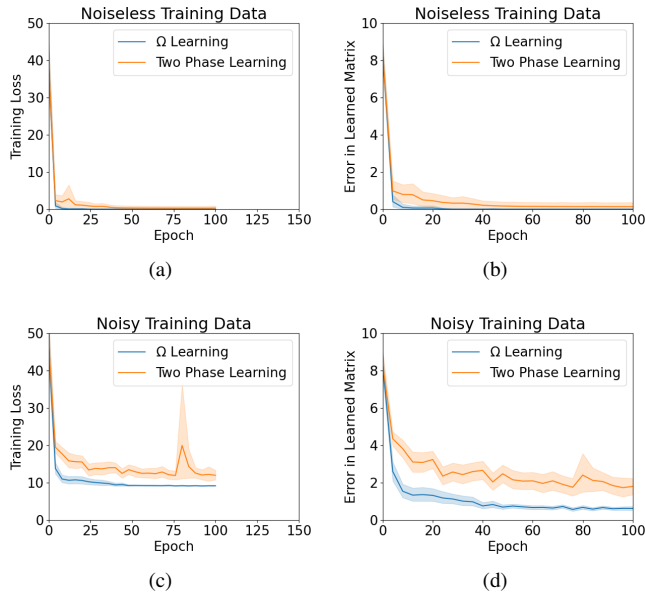 Noiseless Training Data
50
40
30
20
10
0
0 25 50 75 100 125 150
Training Loss
Epoch
Ω Learning
Two Phase Learning
(a)
Noiseless Training Data
10
8
6
4
2
0
0 20 40 60 80 100
Error in Learned Matrix
Epoch
Ω Learning
Two Phase Learning
(b)
Noisy Training Data
50
40
30
20
10
0
0 25 50 75 100 125 150
Training Loss
Epoch
Ω Learning
Two Phase Learning
(c)
Noisy Training Data
10
8
6
4
2
0
0 20 40 60 80 100
Error in Learned Matrix
Epoch
Ω Learning
Two Phase Learning
(d)